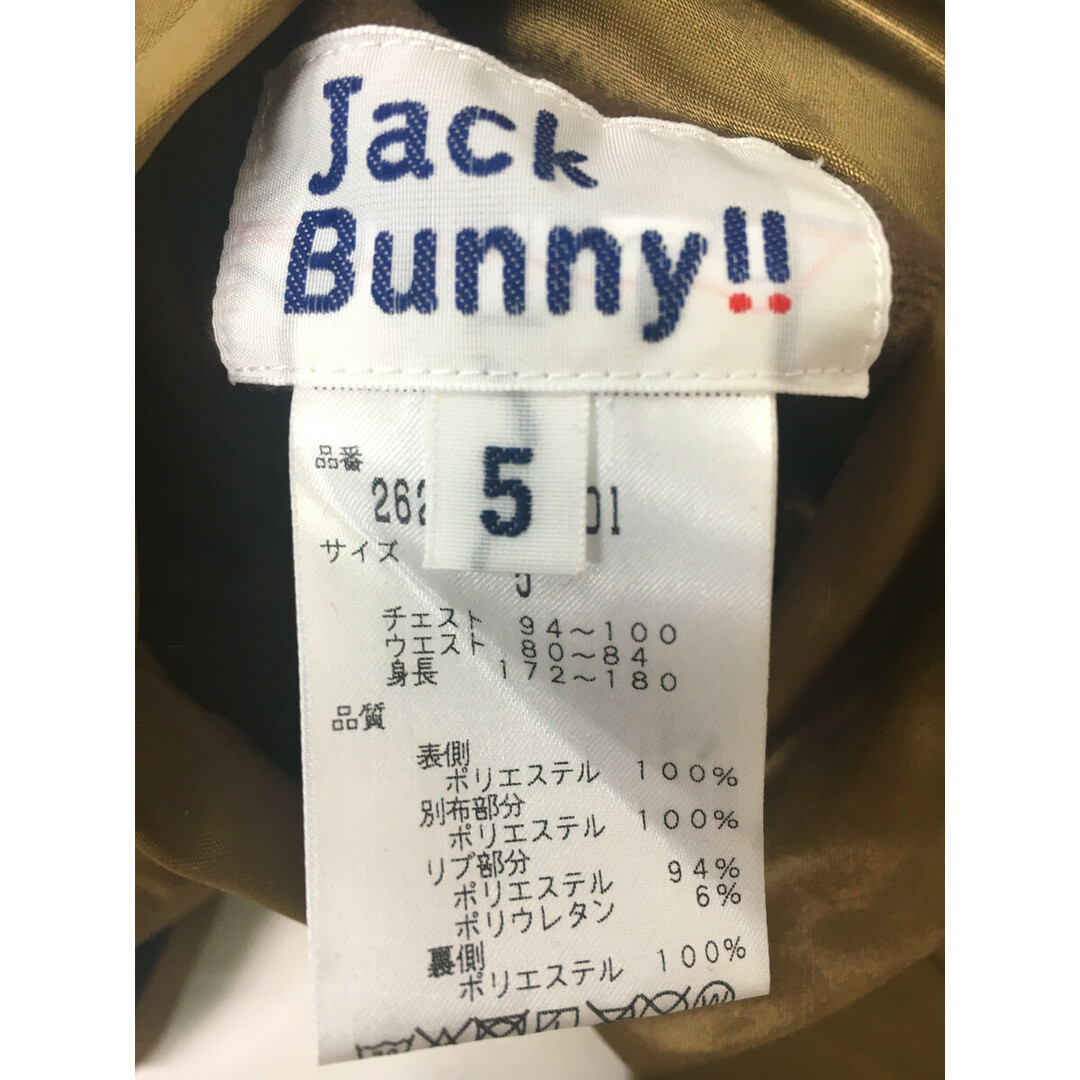 Jack
Bunny!!
5
品番
262 01
サイズ
5
チェスト 94~100
ウエスト 80~84
身長 172~180
品質
表側
ポリエステル 100%
別布部分
ポリエステル 100%
リブ部分
ポリエステル 94%
ポリウレタン 6%
裏側
ポリエステル 100%
W